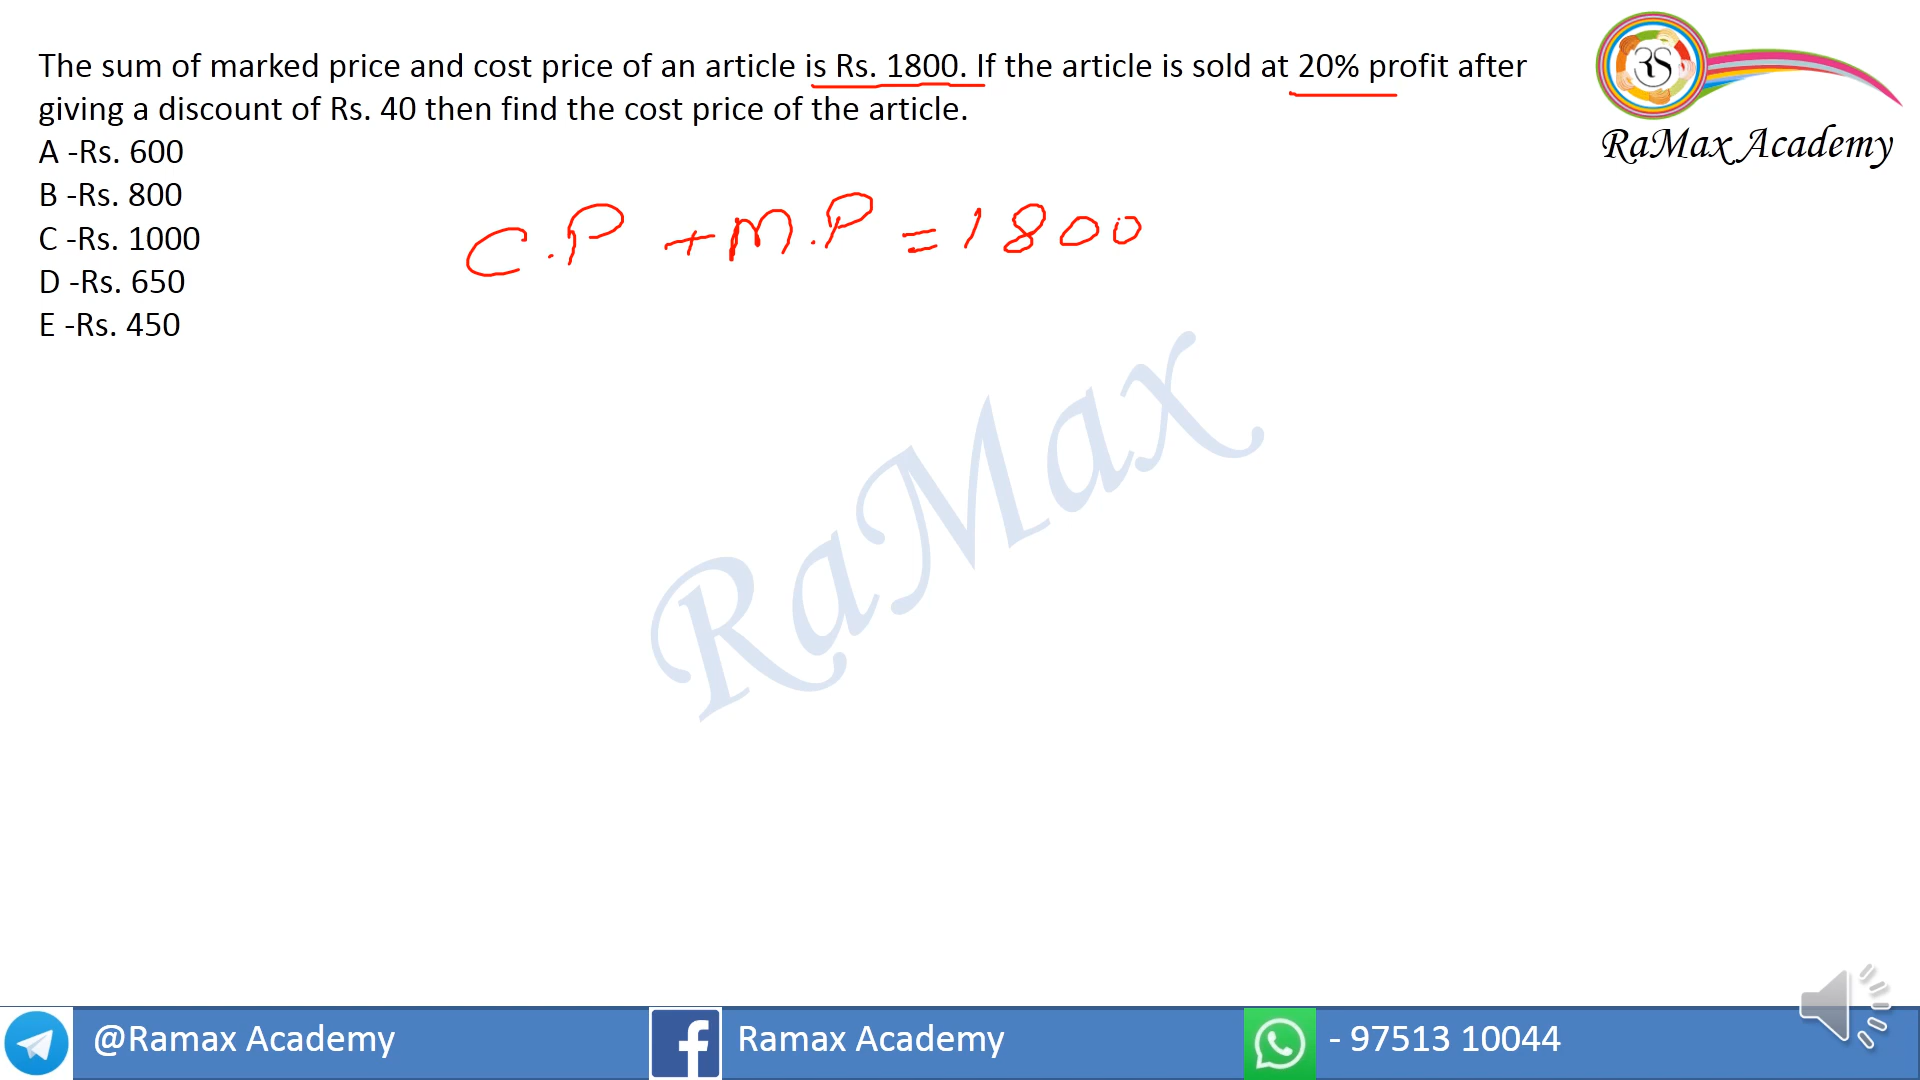 The sum of marked price and cost price of an article is Rs. 1800. If the article is sold at 20% profit after
giving a discount of Rs. 40 then find the cost price of the article.
A -Rs. 600
B -Rs. 800
C -Rs. 1000
D -Rs. 650
E -Rs. 450
C.P + M.P = 1800
RS
RaMax Academy
RaMax
@Ramax Academy
f
Ramax Academy
- 97513 10044